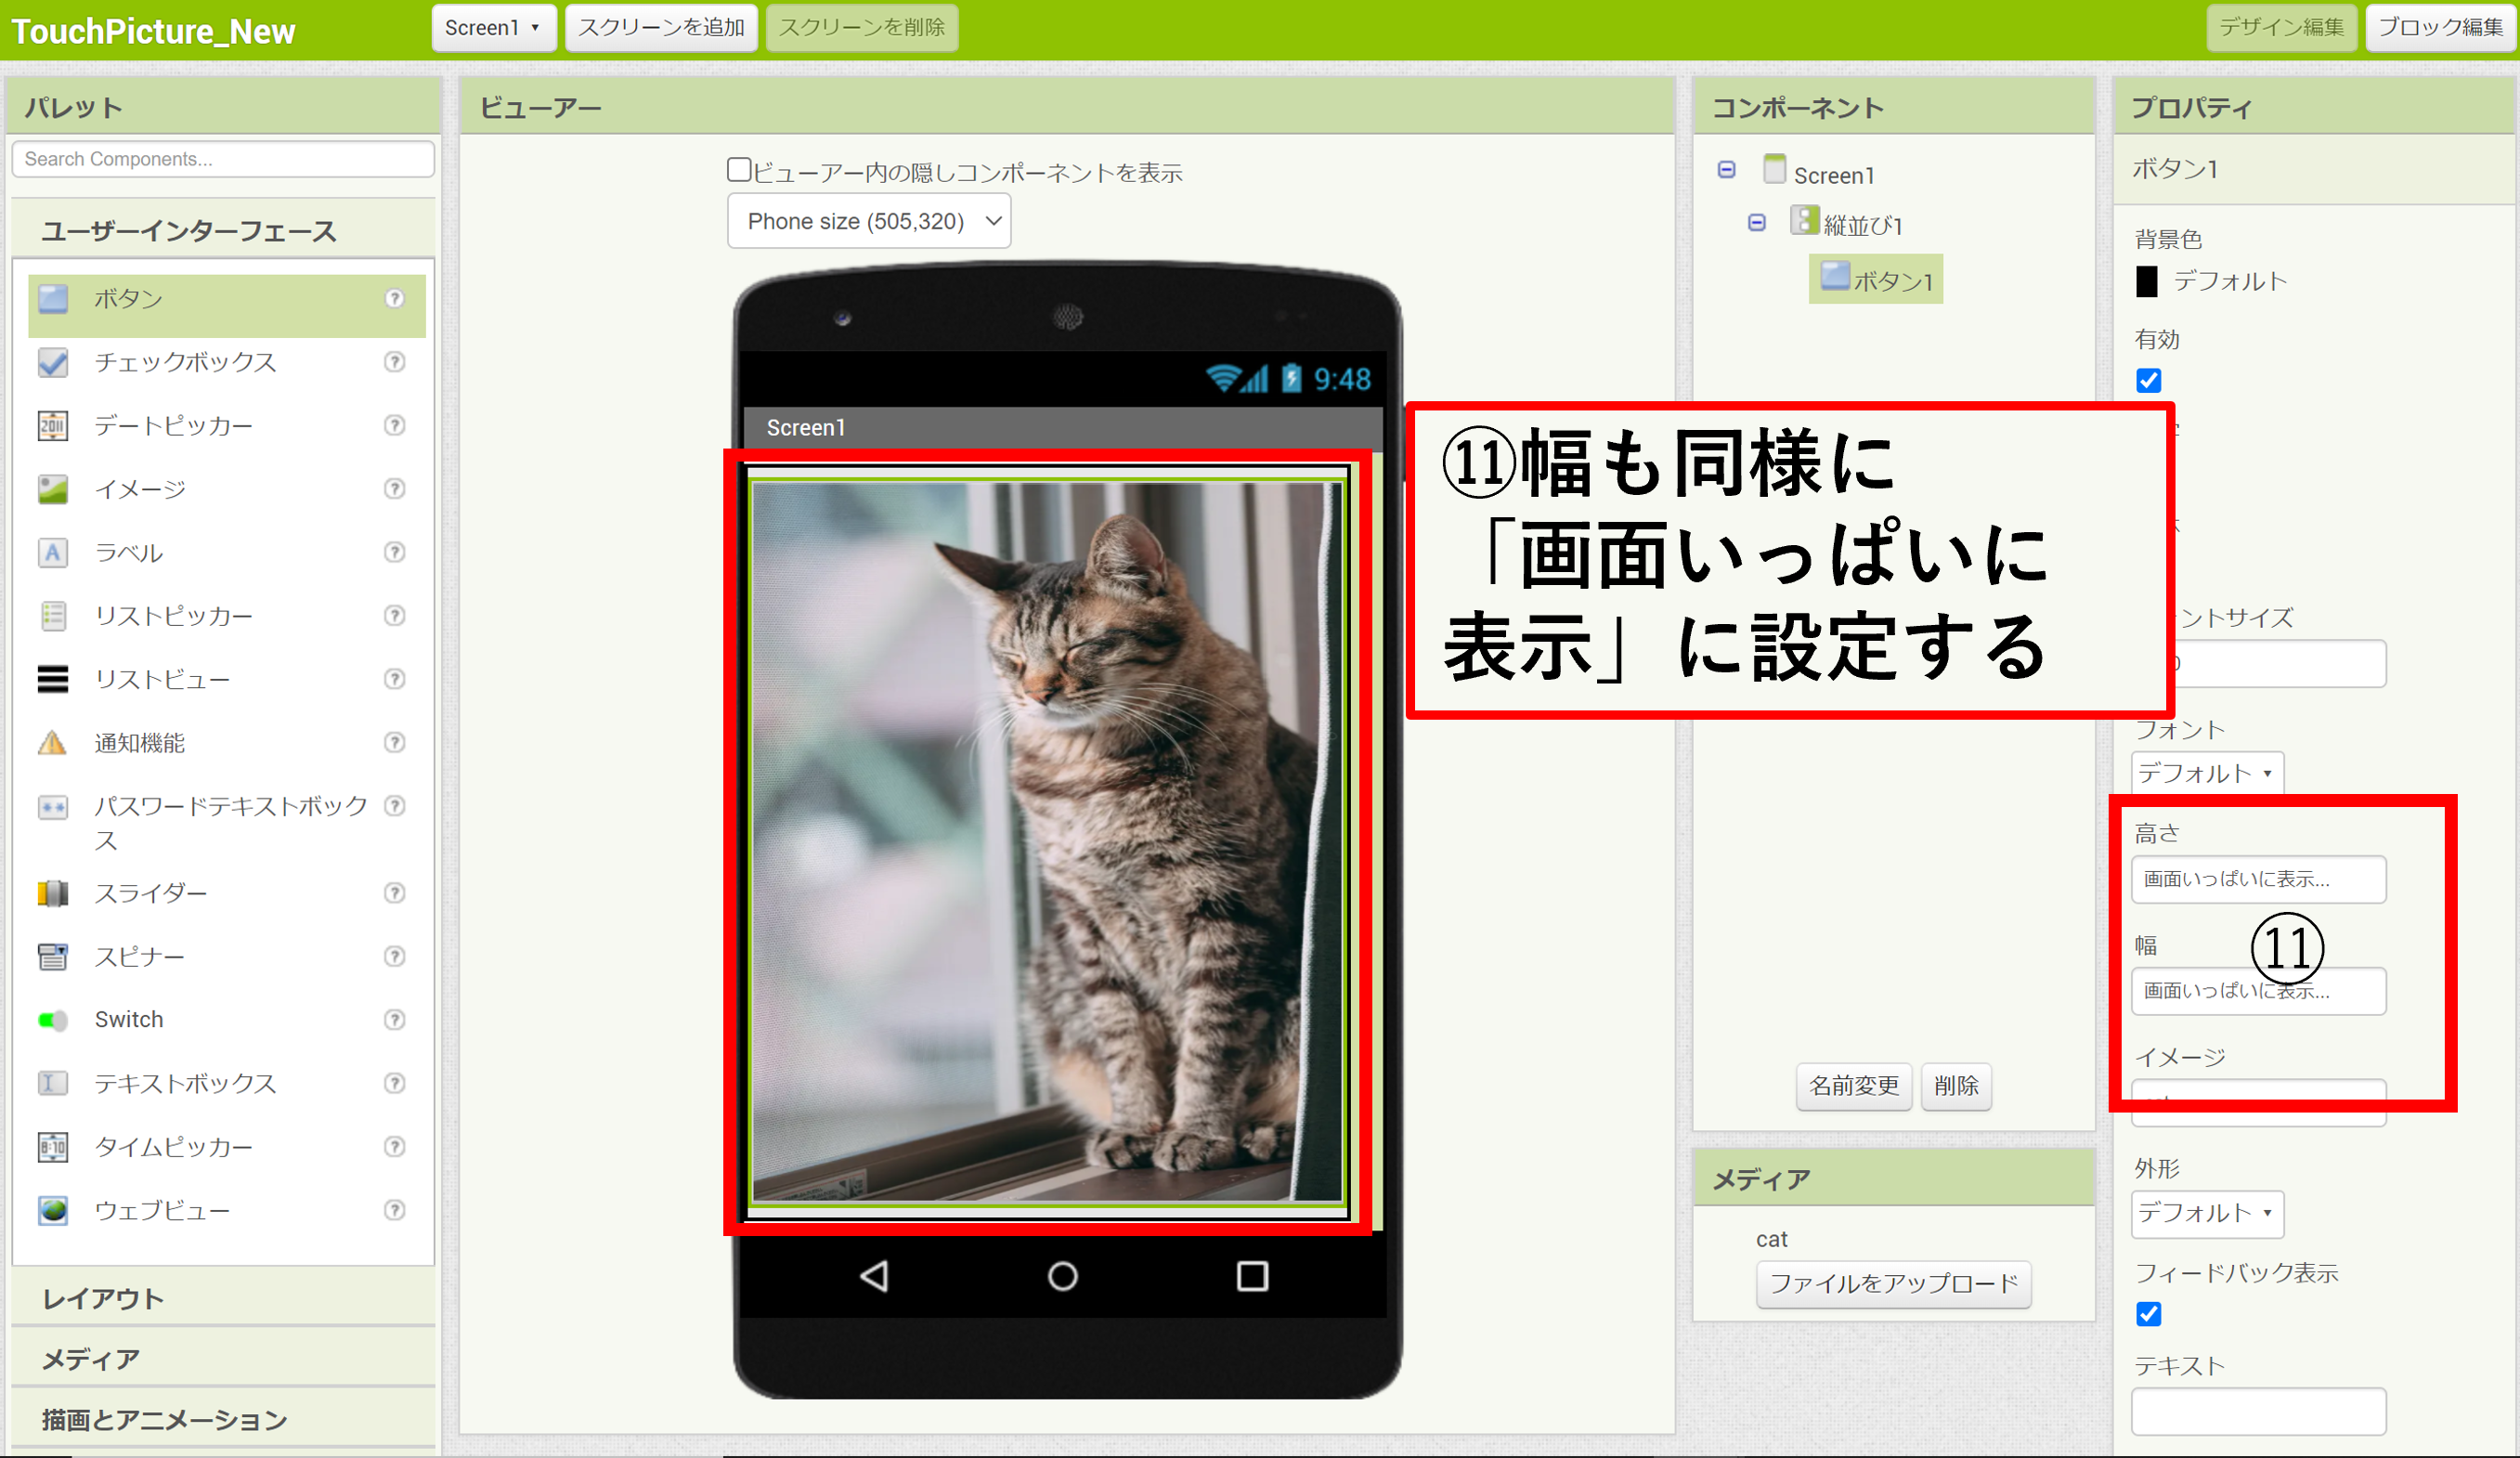 TouchPicture_New
Screen1 ▾
スクリーンを追加
スクリーンを削除
デザイン編集
ブロック編集
パレット
Search Components...
ユーザーインターフェース
ボタン
チェックボックス
デートピッカー
イメージ
ラベル
リストピッカー
リストビュー
通知機能
パスワードテキストボック
ス
スライダー
スピナー
Switch
テキストボックス
タイムピッカー
ウェブビュー
レイアウト
メディア
描画とアニメーション
ビューアー
ビューアー内の隠しコンポーネントを表示
Phone size (505,320)
9:48
Screen1
⑪幅も同様に
「画面いっぱいに
表示」に設定する
コンポーネント
Screen1
縦並び1
ボタン1
名前変更
削除
メディア
cat
ファイルをアップロード
プロパティ
ボタン1
背景色
デフォルト
有効
ントサイズ
フォント
デフォルト ▾
高さ
画面いっぱいに表示...
幅
⑪
画面いっぱいに表示...
イメージ
外形
デフォルト ▾
フィードバック表示
テキスト